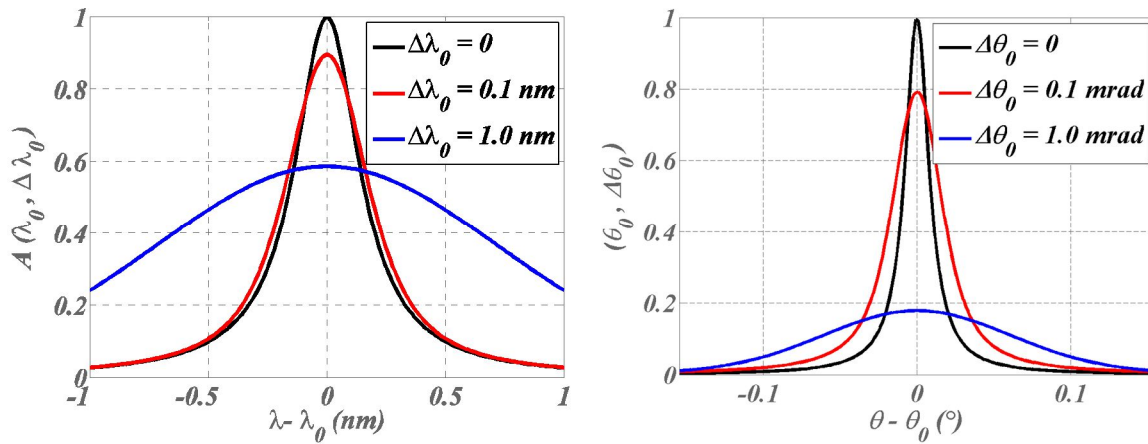 1
0.8
0.6
0.4
0.2
0
A (λ₀ , Δ λ₀)
Δλ₀ = 0
Δλ₀ = 0.1 nm
Δλ₀ = 1.0 nm
-1
-0.5
0
0.5
1
λ- λ₀ (nm)
1
0.8
0.6
0.4
0.2
0
(θ₀ , Δθ₀)
Δθ₀ = 0
Δθ₀ = 0.1 mrad
Δθ₀ = 1.0 mrad
-0.1
0
0.1
θ - θ₀ (°)